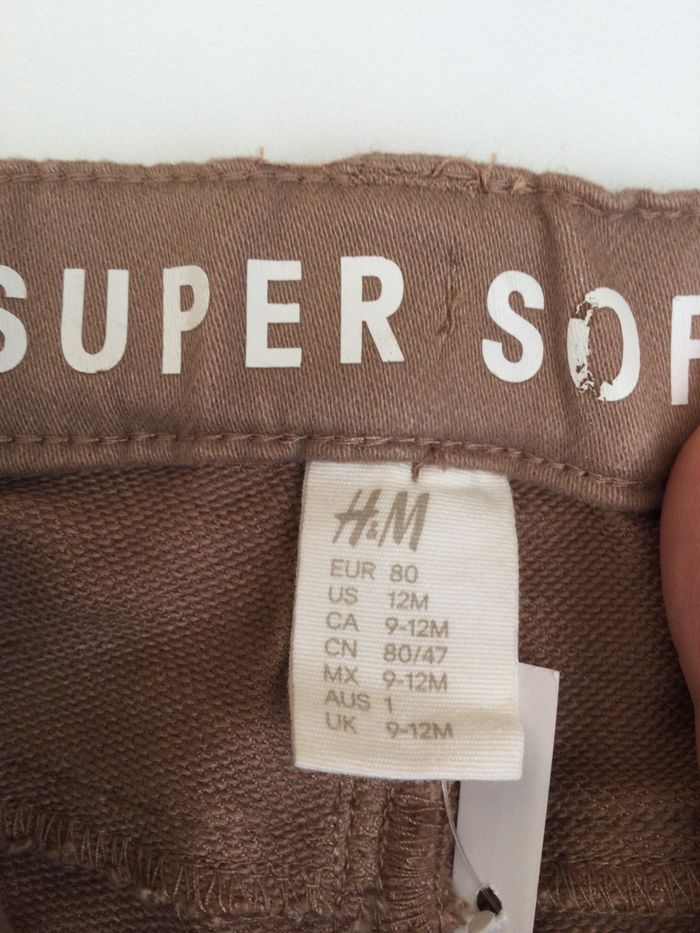 SUPER SOF
H&M
EUR 80
US 12M
CA 9-12M
CN 80/47
MX 9-12M
AUS 1
UK 9-12M